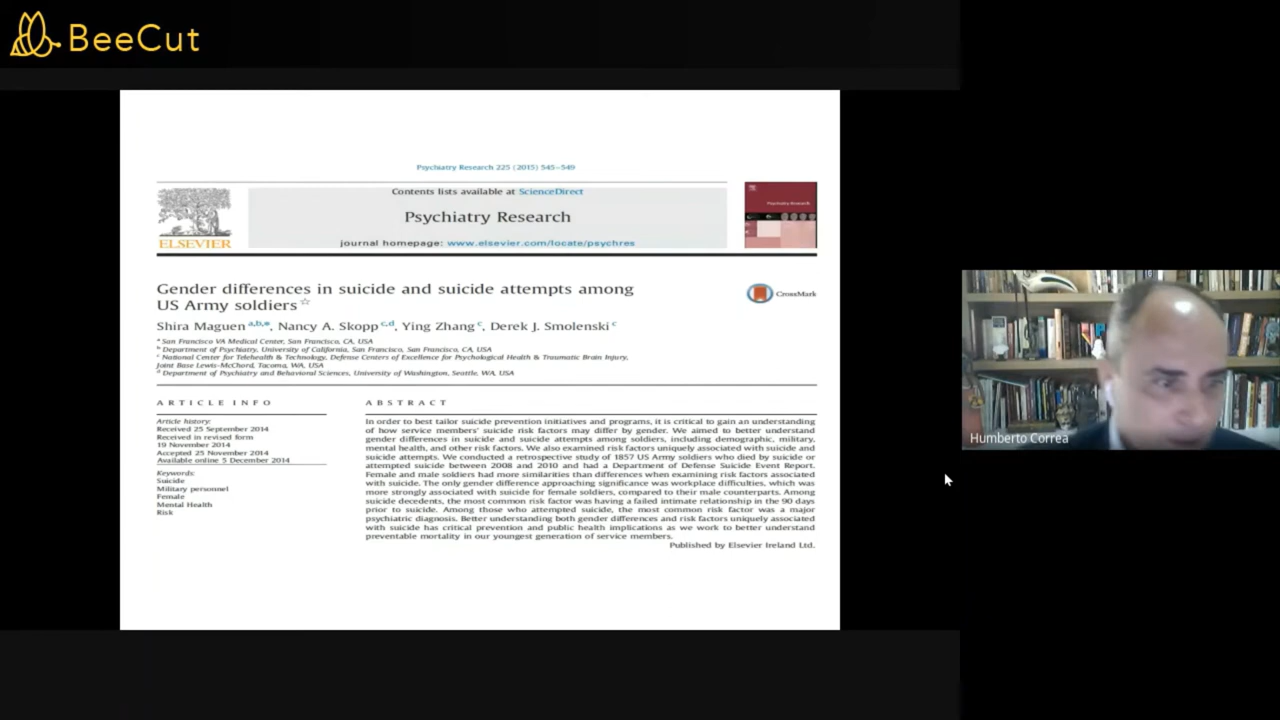 BeeCut
Psychiatry Research 225 (2015) 545–549
Contents lists available at ScienceDirect
Psychiatry Research
journal homepage: www.elsevier.com/locate/psychres
ELSEVIER
Psychiatry Research
Gender differences in suicide and suicide attempts among
US Army soldiers☆
CrossMark
Shira Maguen a,b,*, Nancy A. Skopp c,d, Ying Zhang c, Derek J. Smolenski c
a San Francisco VA Medical Center, San Francisco, CA, USA
b Department of Psychiatry, University of California, San Francisco, San Francisco, CA, USA
c National Center for Telehealth & Technology, Defense Centers of Excellence for Psychological Health & Traumatic Brain Injury,
Joint Base Lewis-McChord, Tacoma, WA, USA
d Department of Psychiatry and Behavioral Sciences, University of Washington, Seattle, WA, USA
ARTICLE INFO
Article history:
Received 25 September 2014
Received in revised form
19 November 2014
Accepted 25 November 2014
Available online 5 December 2014
Keywords:
Suicide
Military personnel
Female
Mental Health
Risk
ABSTRACT
In order to best tailor suicide prevention initiatives and programs, it is critical to gain an understanding
of how service members' suicide risk factors may differ by gender. We aimed to better understand
gender differences in suicide and suicide attempts among soldiers, including demographic, military,
mental health, and other risk factors. We also examined risk factors uniquely associated with suicide and
suicide attempts. We conducted a retrospective study of 1857 US Army soldiers who died by suicide or
attempted suicide between 2008 and 2010 and had a Department of Defense Suicide Event Report.
Female and male soldiers had more similarities than differences when examining risk factors associated
with suicide. The only gender difference approaching significance was workplace difficulties, which was
more strongly associated with suicide for female soldiers, compared to their male counterparts. Among
suicide decedents, the most common risk factor was having a failed intimate relationship in the 90 days
prior to suicide. Among those who attempted suicide, the most common risk factor was a major
psychiatric diagnosis. Better understanding both gender differences and risk factors uniquely associated
with suicide has critical prevention and public health implications as we work to better understand
preventable mortality in our youngest generation of service members.
Published by Elsevier Ireland Ltd.
Humberto Correa